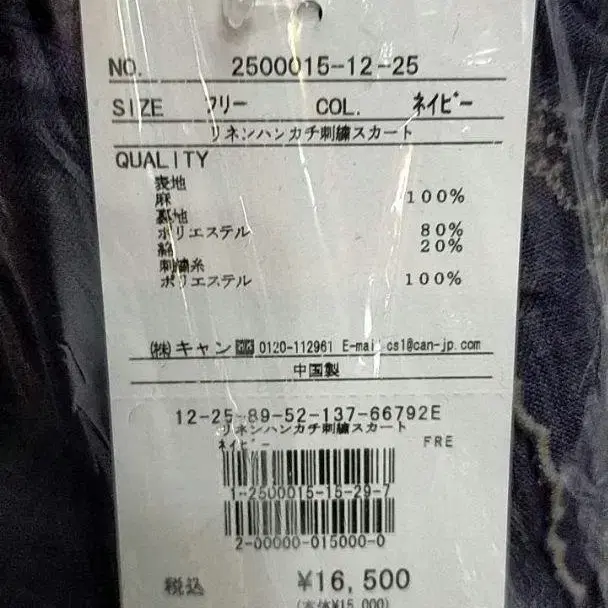 NO. 2500015-12-25
SIZE フリー COL. ネイビー
リネンハンカチ刺繍スカート
QUALITY
表地
麻 100%
裏地
ポリエステル 80%
綿 20%
刺繍糸
ポリエステル 100%
(株)キャン 0120-112961 E-mail cs1@can-jp.com
中国製
12-25-89-52-137-66792E
リネンハンカチ刺繍スカート
ネイビー FRE
1-2500015-15-29-7
2-00000-015000-0
税込 ¥16,500
(本体¥15,000)